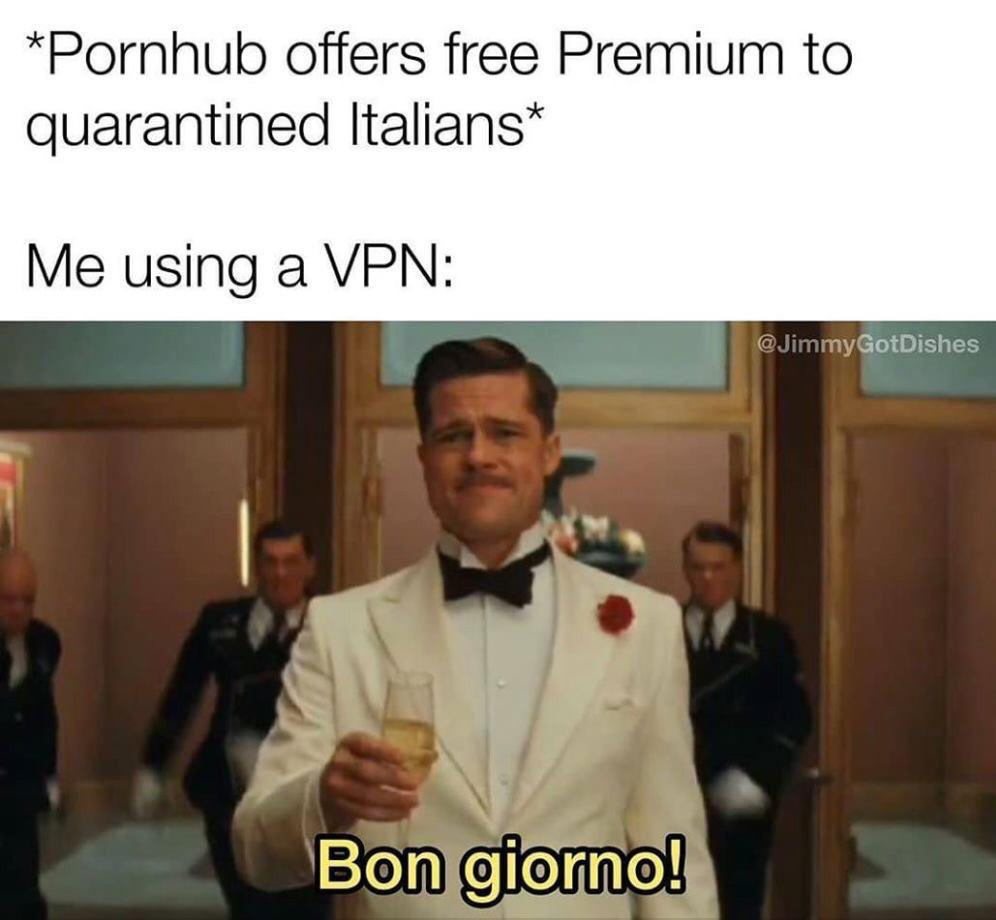 *Pornhub offers free Premium to
quarantined Italians*
Me using a VPN:
@JimmyGotDishes
Bon giorno!